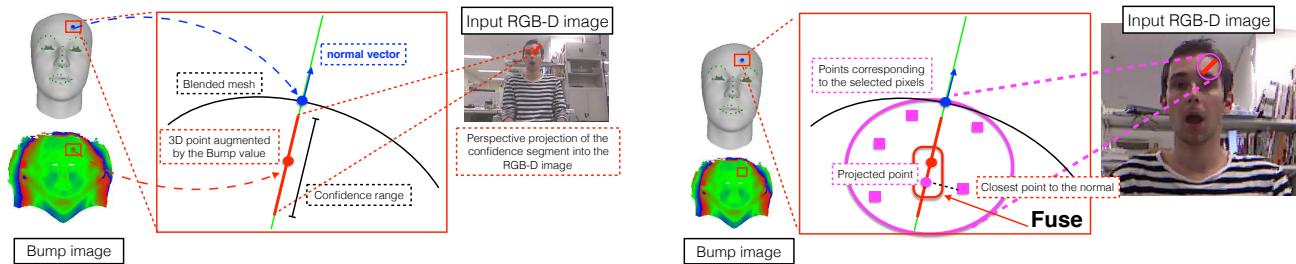 Input RGB-D image
normal vector
Blended mesh
3D point augmented
by the Bump value
Perspective projection of the
confidence segment into the
RGB-D image
Confidence range
Bump image
Input RGB-D image
Points corresponding
to the selected pixels
Projected point
Closest point to the normal
Fuse
Bump image